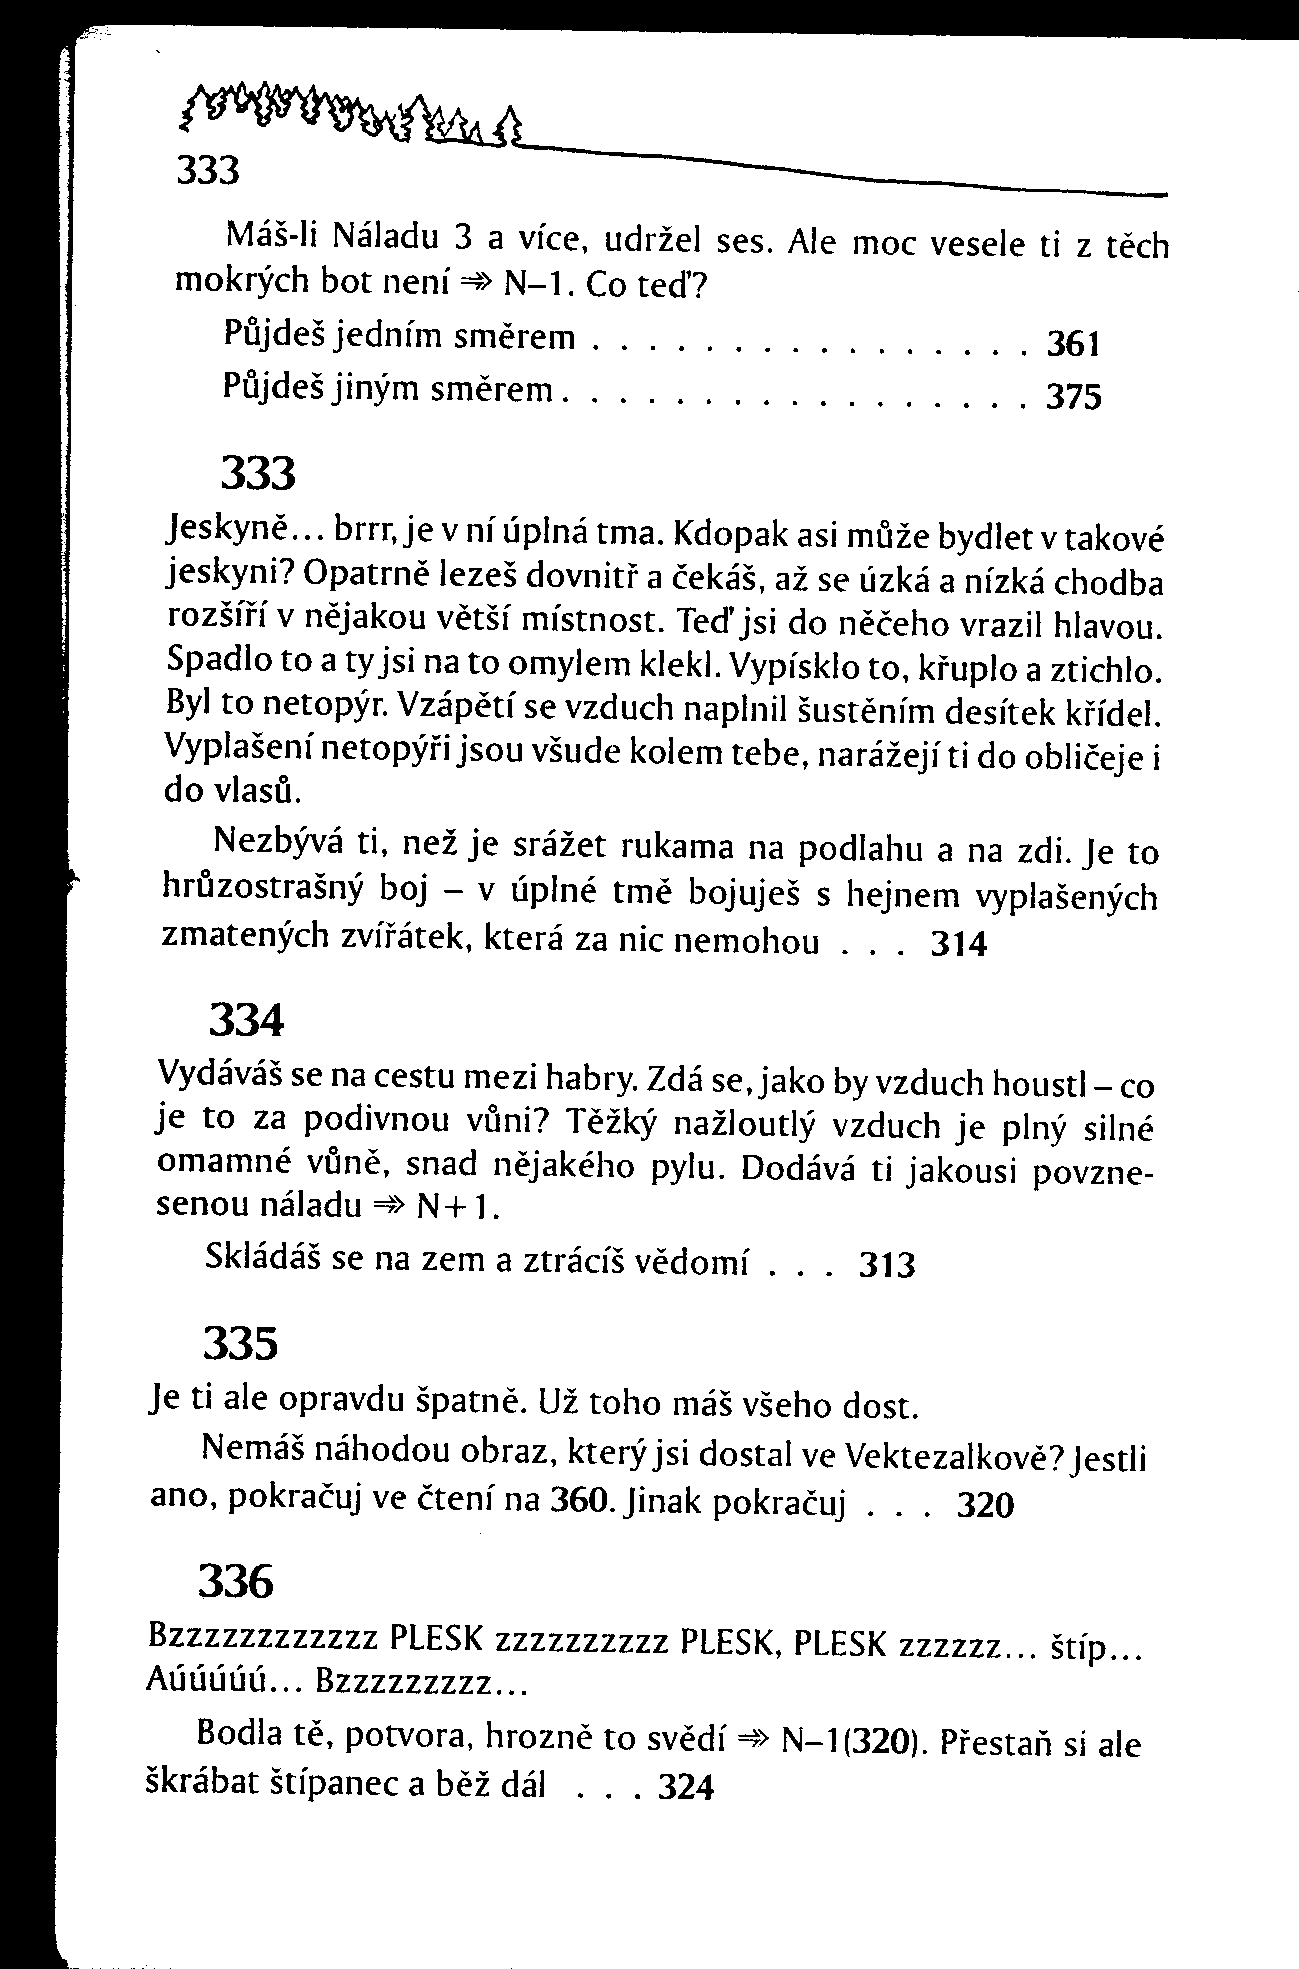 333
Máš-li Náladu 3 a více, udržel ses. Ale moc vesele ti z těch
mokrých bot není ⇒> N–1. Co teď?
Půjdeš jedním směrem . . . . . . . . . . . . . . . . 361
Půjdeš jiným směrem. . . . . . . . . . . . . . . . . 375
333
Jeskyně... brrr, je v ní úplná tma. Kdopak asi může bydlet v takové
jeskyni? Opatrně lezeš dovnitř a čekáš, až se úzká a nízká chodba
rozšíří v nějakou větší místnost. Teď jsi do něčeho vrazil hlavou.
Spadlo to a ty jsi na to omylem klekl. Vypísklo to, křuplo a ztichlo.
Byl to netopýr. Vzápětí se vzduch naplnil šustěním desítek křídel.
Vyplašení netopýři jsou všude kolem tebe, narážejí ti do obličeje i
do vlasů.
Nezbývá ti, než je srážet rukama na podlahu a na zdi. Je to
hrůzostrašný boj – v úplné tmě bojuješ s hejnem vyplašených
zmatených zvířátek, která za nic nemohou . . . 314
334
Vydáváš se na cestu mezi habry. Zdá se, jako by vzduch houstl – co
je to za podivnou vůni? Těžký nažloutlý vzduch je plný silné
omamné vůně, snad nějakého pylu. Dodává ti jakousi povzne-
senou náladu ⇒> N+1.
Skládáš se na zem a ztrácíš vědomí . . . 313
335
Je ti ale opravdu špatně. Už toho máš všeho dost.
Nemáš náhodou obraz, který jsi dostal ve Vektezalkově? Jestli
ano, pokračuj ve čtení na 360. Jinak pokračuj . . . 320
336
Bzzzzzzzzzzzz PLESK zzzzzzzzzz PLESK, PLESK zzzzzz... štíp...
Aúúúúú... Bzzzzzzzzz...
Bodla tě, potvora, hrozně to svědí ⇒> N–1(320). Přestaň si ale
škrábat štípanec a běž dál . . . 324